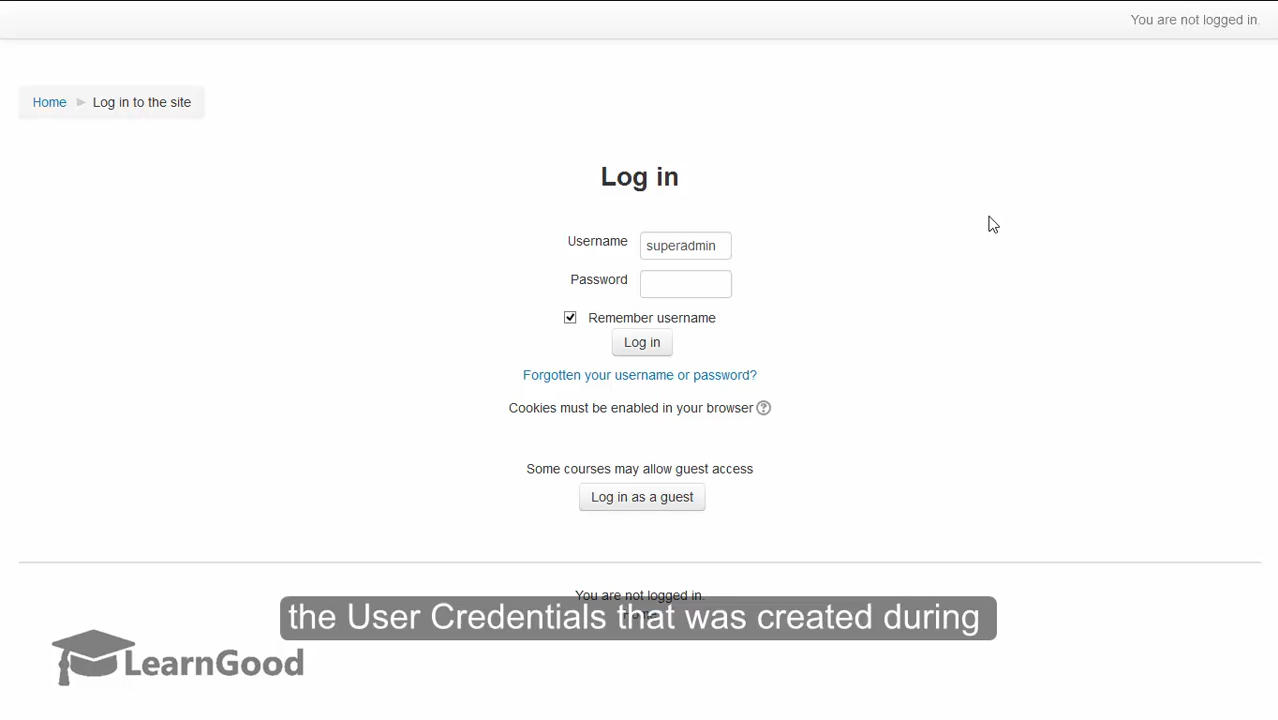 You are not logged in.
Home ► Log in to the site
Log in
Username superadmin
Password
Remember username
Log in
Forgotten your username or password?
Cookies must be enabled in your browser
Some courses may allow guest access
Log in as a guest
You are not logged in.
the User Credentials that was created during
LearnGood